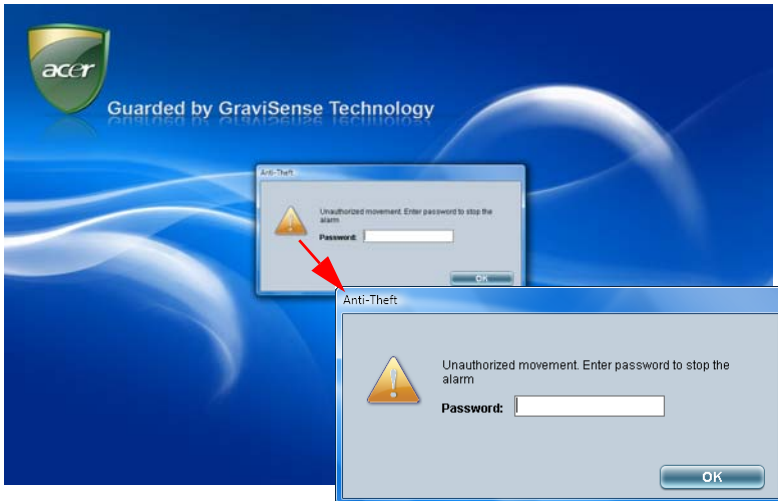 acer
Guarded by GraviSense Technology
Anti-Theft
Unauthorized movement. Enter password to stop the
alarm
Password:
OK
Anti-Theft
Unauthorized movement. Enter password to stop the
alarm
Password:
OK